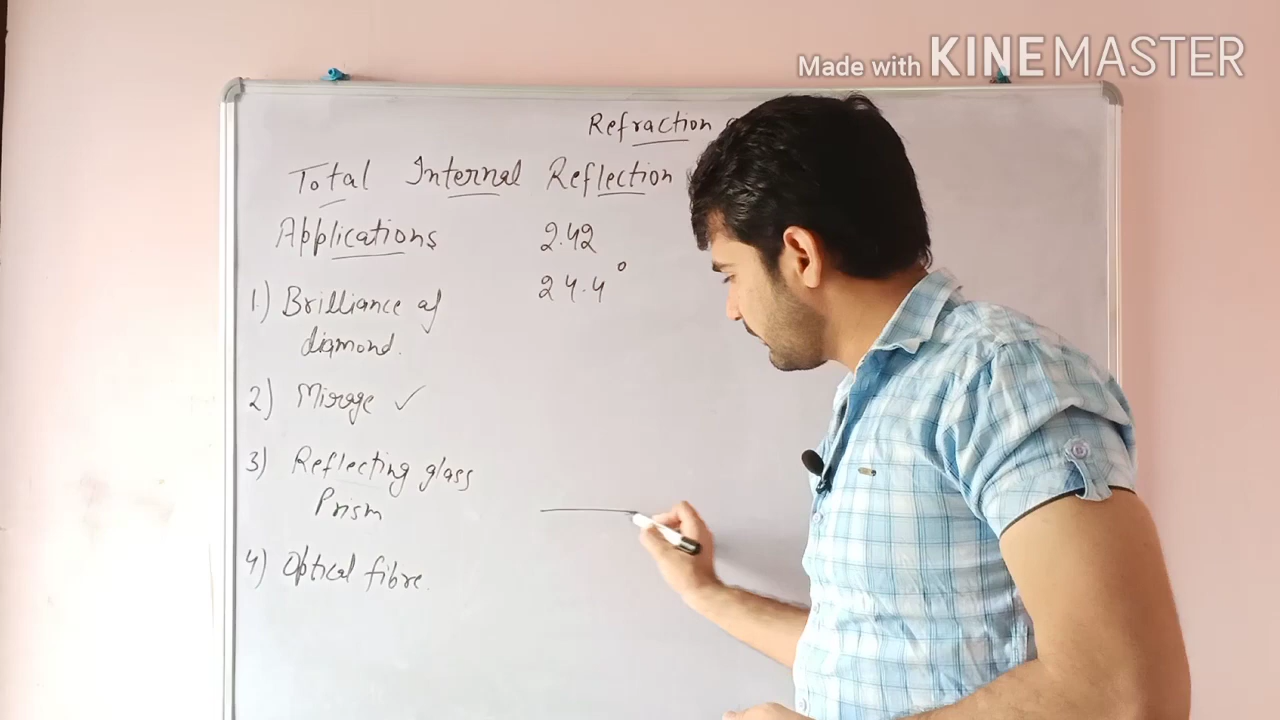 Made with KINEMASTER
Refraction
Total Internal Reflection
Applications
2.42
24.4°
1.) Brilliance of
diamond.
2) Mirage ✓
3) Reflecting glass
Prism
4) Optical fibre.